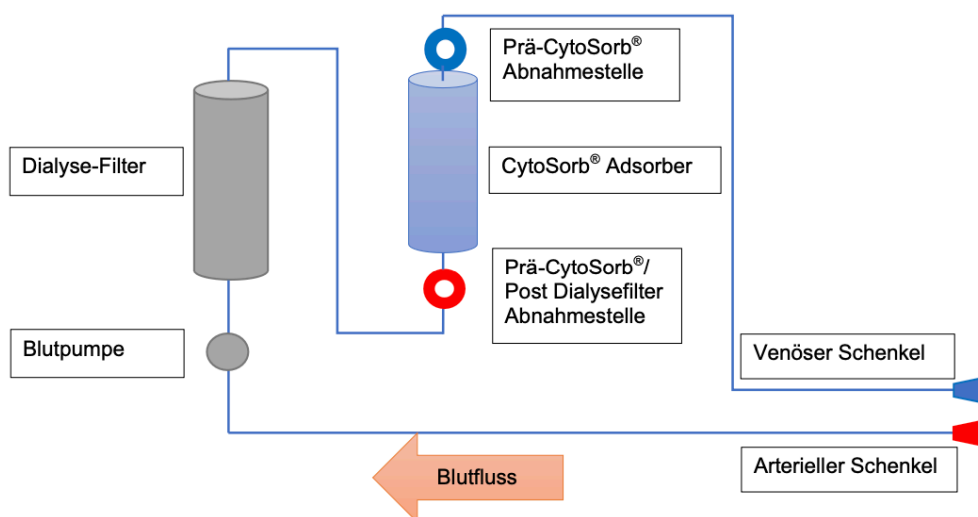 Prä-CytoSorb®
Abnahmestelle
Dialyse-Filter
CytoSorb® Adsorber
Prä-CytoSorb®/
Post Dialysefilter
Abnahmestelle
Blutpumpe
Venöser Schenkel
Arterieller Schenkel
Blutfluss